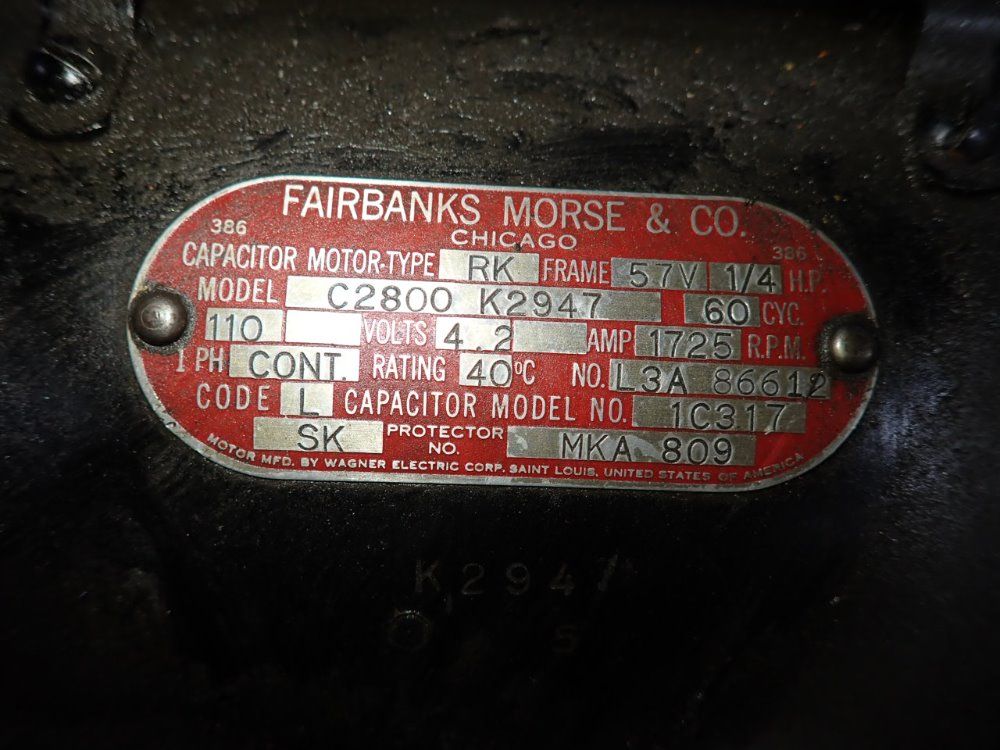 FAIRBANKS MORSE & CO.
386 CHICAGO 386
CAPACITOR MOTOR-TYPE RK FRAME 57V 1/4 H.P.
MODEL C2800 K2947 60 CYC.
110 VOLTS 4.2 AMP 1725 R.P.M.
1 PH CONT. RATING 40°C NO. L3A 86612
CODE L CAPACITOR MODEL NO. 1C317
SK PROTECTOR NO. MKA 809
MOTOR MFD. BY WAGNER ELECTRIC CORP. SAINT LOUIS, UNITED STATES OF AMERICA
K2947
O S